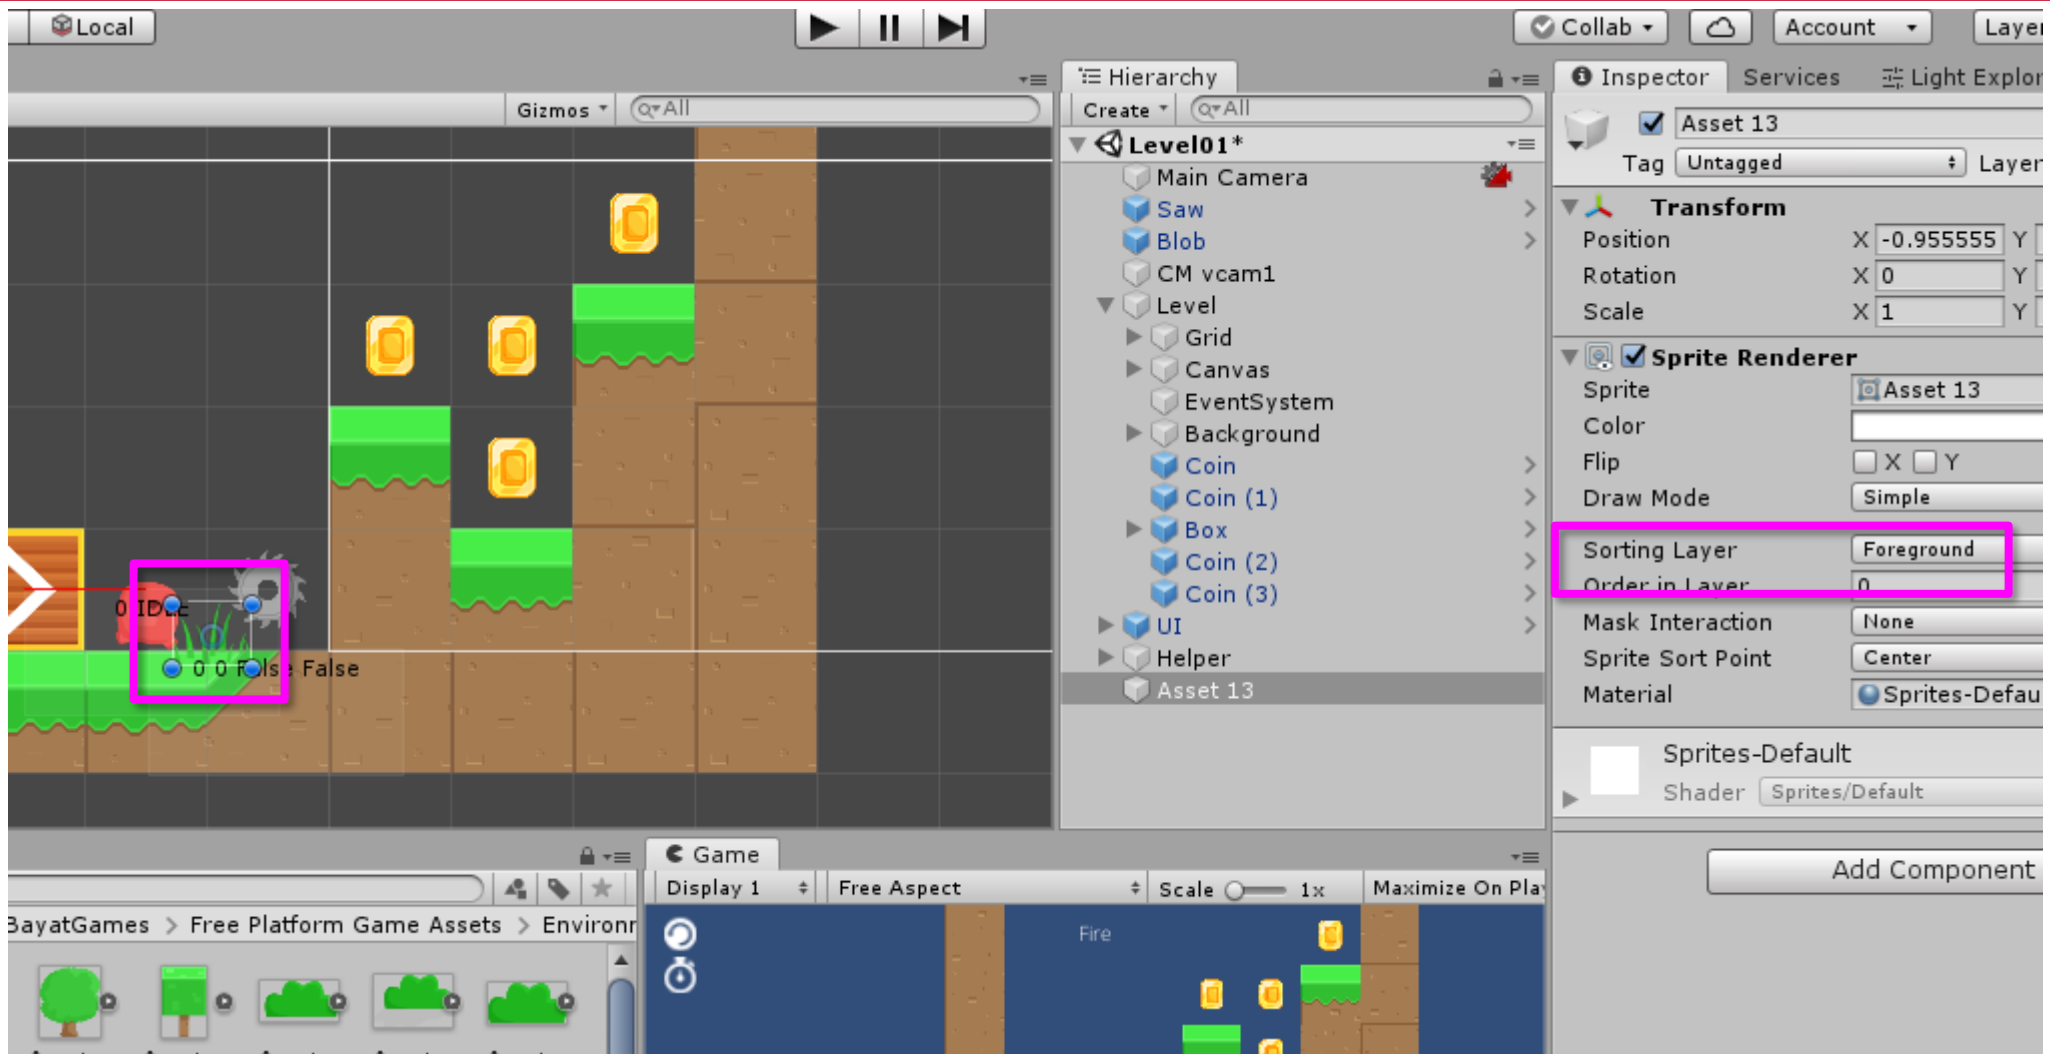 Local
Collab
Account
Layer
Hierarchy
Inspector Services Light Explor
Gizmos All
Create All
Asset 13
Tag Untagged Layer
Level01*
Main Camera
Saw
Blob
CM vcam1
Level
Grid
Canvas
EventSystem
Background
Coin
Coin (1)
Box
Coin (2)
Coin (3)
UI
Helper
Asset 13
Transform
Position X -0.955555 Y
Rotation X 0 Y
Scale X 1 Y
Sprite Renderer
Sprite Asset 13
Color
Flip X Y
Draw Mode Simple
Sorting Layer Foreground
Order in Layer 0
Mask Interaction None
Sprite Sort Point Center
Material Sprites-Defau
Sprites-Default
Shader Sprites/Default
Add Component
0 IDLE
0 0 False False
Game
Display 1 Free Aspect Scale 1x Maximize On Play
BayatGames > Free Platform Game Assets > Environm
Fire